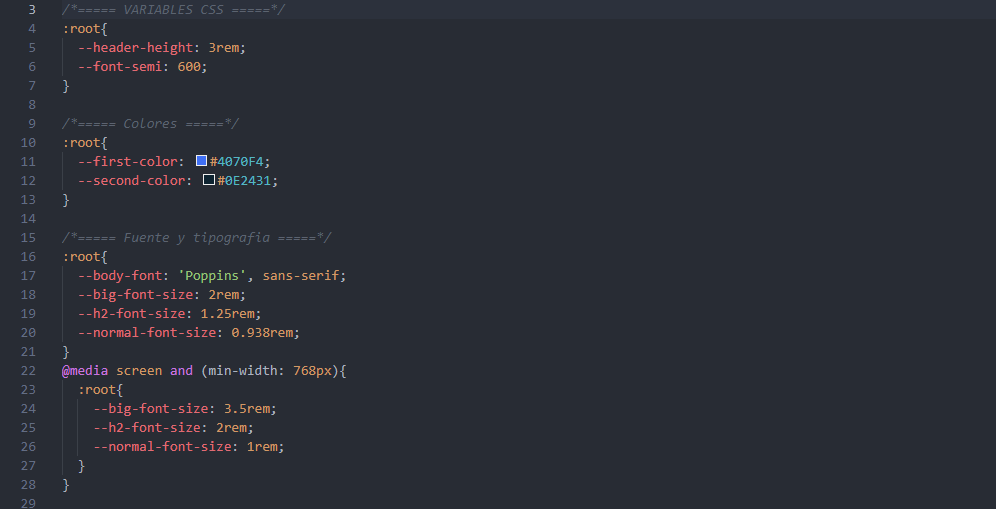 3 /*===== VARIABLES CSS =====*/
4 :root{
5 --header-height: 3rem;
6 --font-semi: 600;
7 }
8
9 /*===== Colores =====*/
10 :root{
11 --first-color: #4070F4;
12 --second-color: #0E2431;
13 }
14
15 /*===== Fuente y tipografia =====*/
16 :root{
17 --body-font: 'Poppins', sans-serif;
18 --big-font-size: 2rem;
19 --h2-font-size: 1.25rem;
20 --normal-font-size: 0.938rem;
21 }
22 @media screen and (min-width: 768px){
23 :root{
24 --big-font-size: 3.5rem;
25 --h2-font-size: 2rem;
26 --normal-font-size: 1rem;
27 }
28 }
29